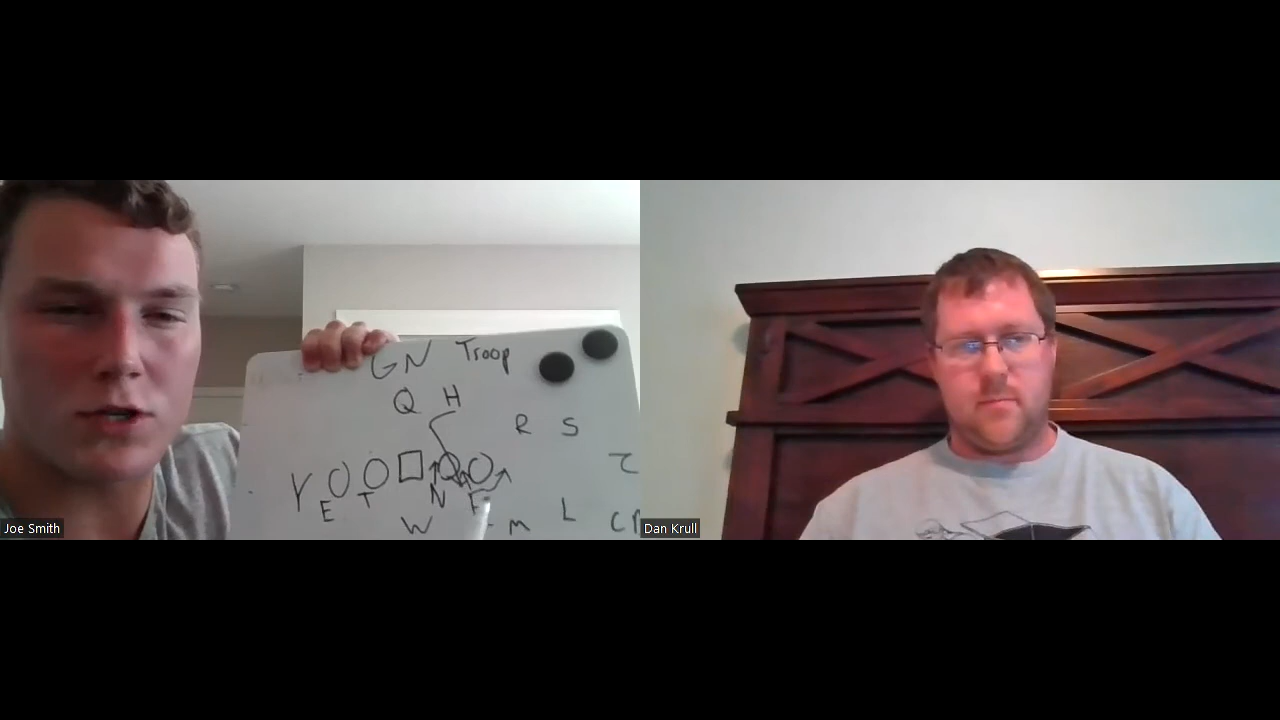 GN Troop
Q H
R S
Y
E T N E
W M L
Joe Smith
Dan Krull